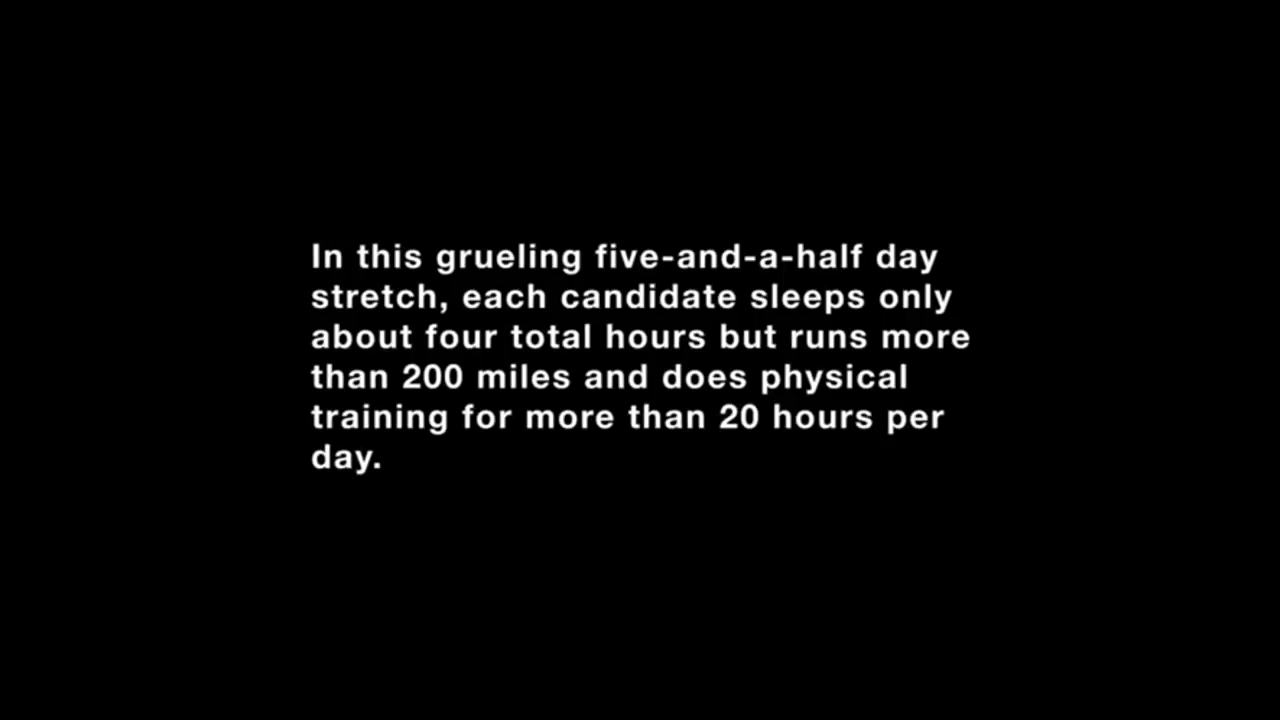 In this grueling five-and-a-half day
stretch, each candidate sleeps only
about four total hours but runs more
than 200 miles and does physical
training for more than 20 hours per
day.